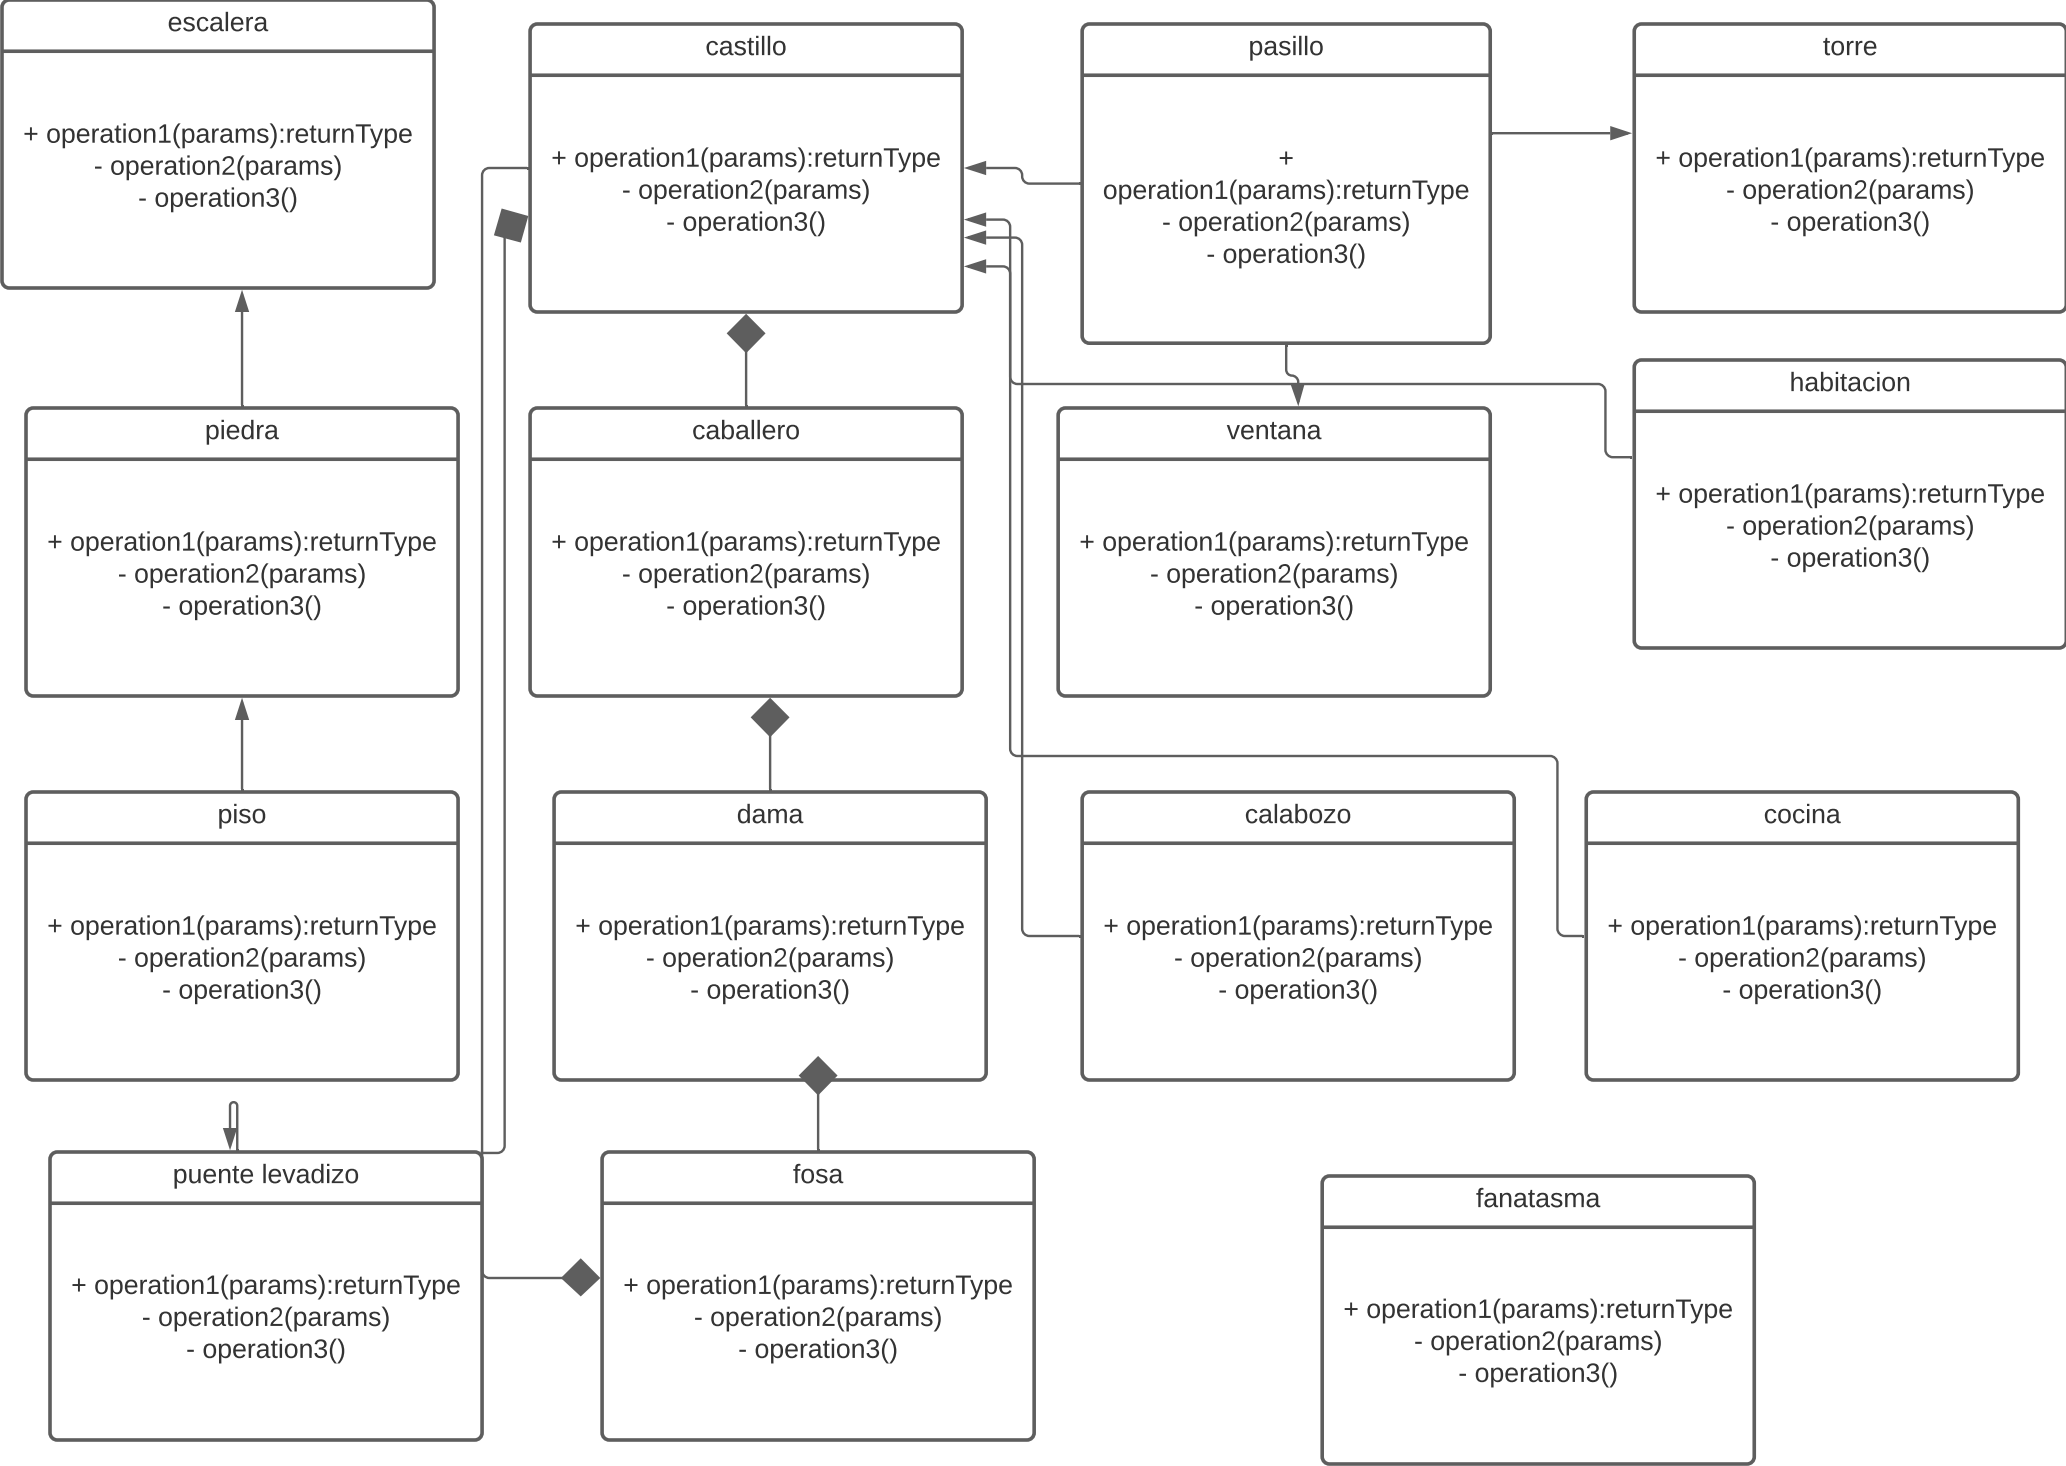 escalera
+ operation1(params):returnType
- operation2(params)
- operation3()
castillo
+ operation1(params):returnType
- operation2(params)
- operation3()
pasillo
+
operation1(params):returnType
- operation2(params)
- operation3()
torre
+ operation1(params):returnType
- operation2(params)
- operation3()
habitacion
+ operation1(params):returnType
- operation2(params)
- operation3()
piedra
+ operation1(params):returnType
- operation2(params)
- operation3()
caballero
+ operation1(params):returnType
- operation2(params)
- operation3()
ventana
+ operation1(params):returnType
- operation2(params)
- operation3()
piso
+ operation1(params):returnType
- operation2(params)
- operation3()
dama
+ operation1(params):returnType
- operation2(params)
- operation3()
calabozo
+ operation1(params):returnType
- operation2(params)
- operation3()
cocina
+ operation1(params):returnType
- operation2(params)
- operation3()
puente levadizo
+ operation1(params):returnType
- operation2(params)
- operation3()
fosa
+ operation1(params):returnType
- operation2(params)
- operation3()
fanatasma
+ operation1(params):returnType
- operation2(params)
- operation3()